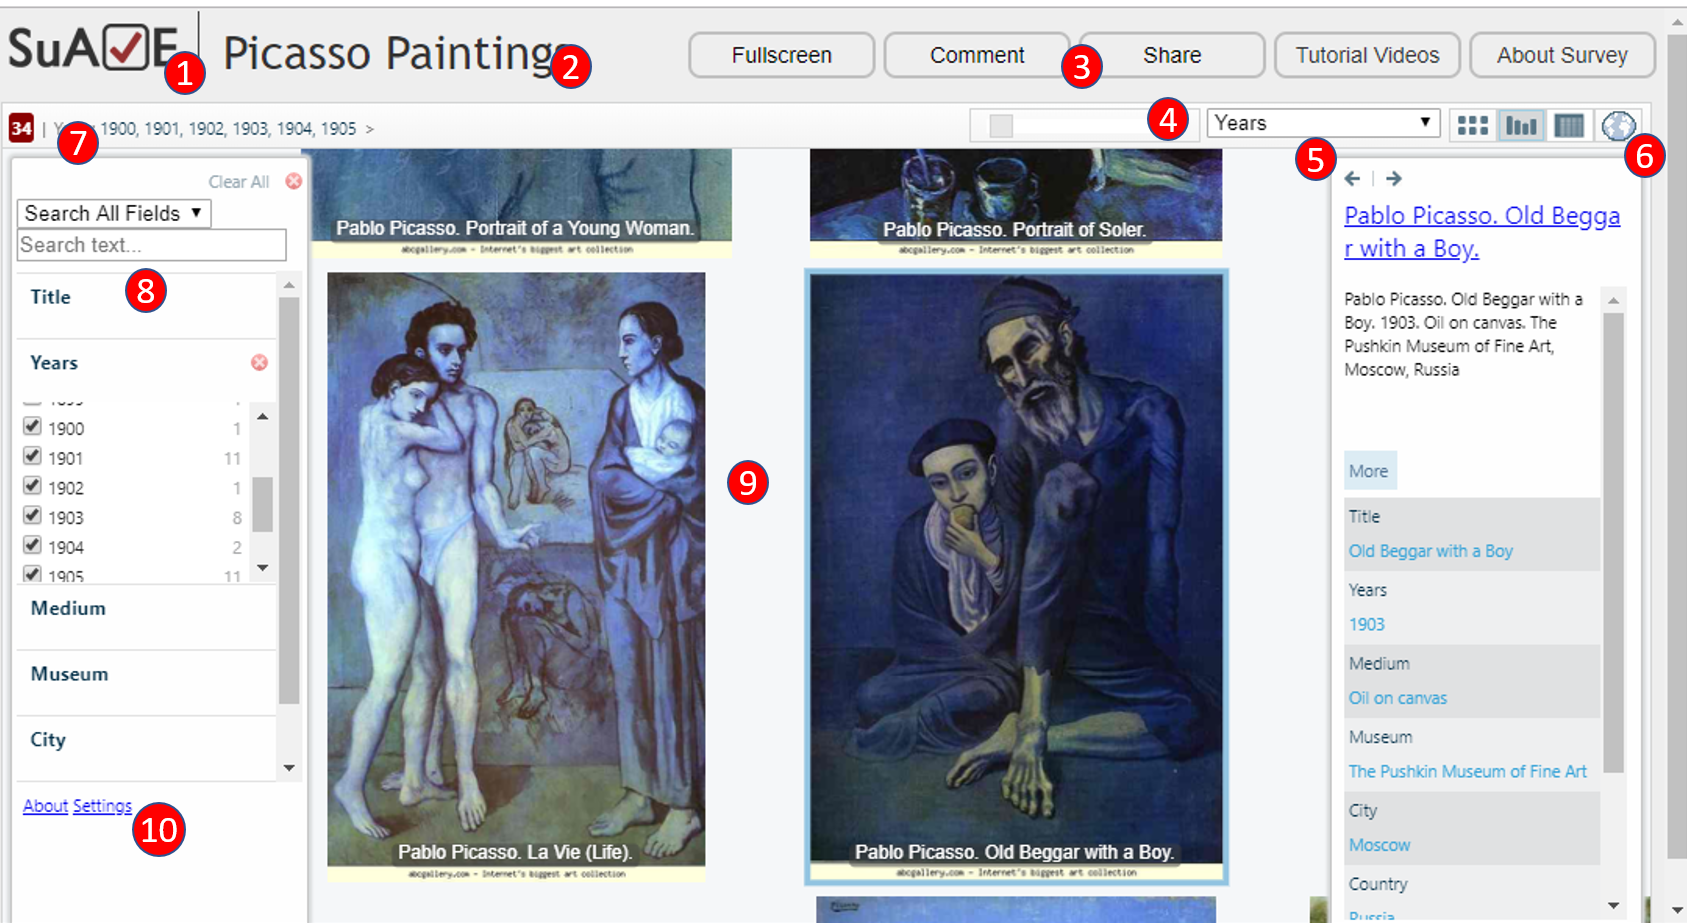 SuAVE
Picasso Paintings
Fullscreen
Comment
Share
Tutorial Videos
About Survey
1
2
3
4
5
6
7
8
9
10
34 | 1900, 1901, 1902, 1903, 1904, 1905 >
Years
Clear All
Search All Fields
Search text...
Title
Years
1900 1
1901 11
1902 1
1903 8
1904 2
1905 11
Medium
Museum
City
About Settings
Pablo Picasso. Portrait of a Young Woman.
abcgallery.com - Internet's biggest art collection
Pablo Picasso. Portrait of Soler.
abcgallery.com - Internet's biggest art collection
Pablo Picasso. La Vie (Life).
abcgallery.com - Internet's biggest art collection
Pablo Picasso. Old Beggar with a Boy.
abcgallery.com - Internet's biggest art collection
Pablo Picasso. Old Begga
r with a Boy.
Pablo Picasso. Old Beggar with a
Boy. 1903. Oil on canvas. The
Pushkin Museum of Fine Art,
Moscow, Russia
More
Title
Old Beggar with a Boy
Years
1903
Medium
Oil on canvas
Museum
The Pushkin Museum of Fine Art
City
Moscow
Country
Russia